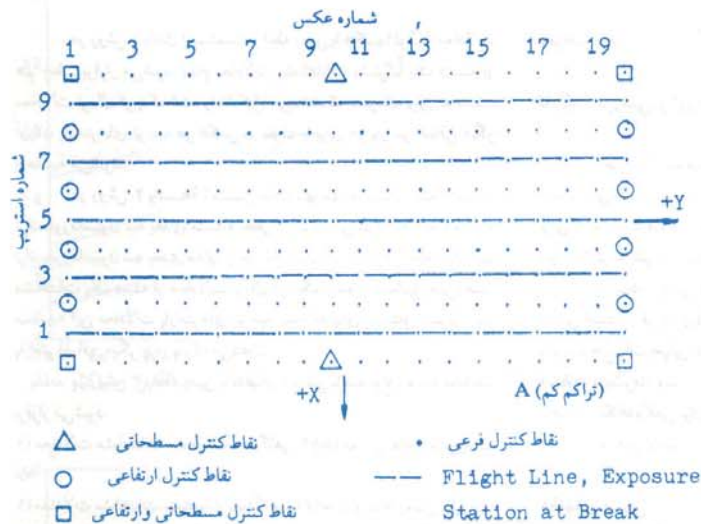 شماره عکس
1 3 5 7 9 11 13 15 17 19
9
7
5
3
1
شماره استریپ
+Y
+X
A (تراکم کم)
نقاط کنترل مسطحاتی
نقاط کنترل فرعی
نقاط کنترل ارتفاعی
Flight Line, Exposure
نقاط کنترل مسطحاتی وارتفاعی
Station at Break